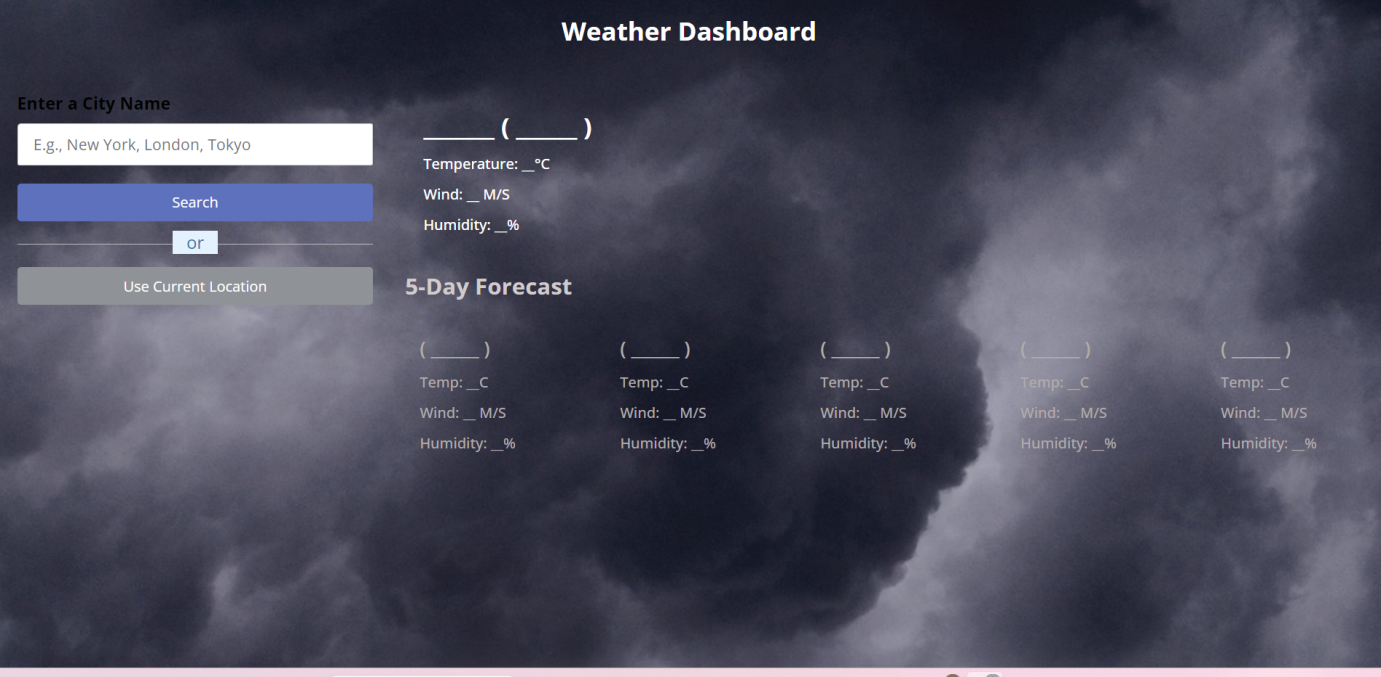 Weather Dashboard
Enter a City Name
E.g., New York, London, Tokyo
Search
or
Use Current Location
______ ( ______ )
Temperature: __°C
Wind: __ M/S
Humidity: __%
5-Day Forecast
( ______ )
Temp: __C
Wind: __ M/S
Humidity: __%
( ______ )
Temp: __C
Wind: __ M/S
Humidity: __%
( ______ )
Temp: __C
Wind: __ M/S
Humidity: __%
( ______ )
Temp: __C
Wind: __ M/S
Humidity: __%
( ______ )
Temp: __C
Wind: __ M/S
Humidity: __%